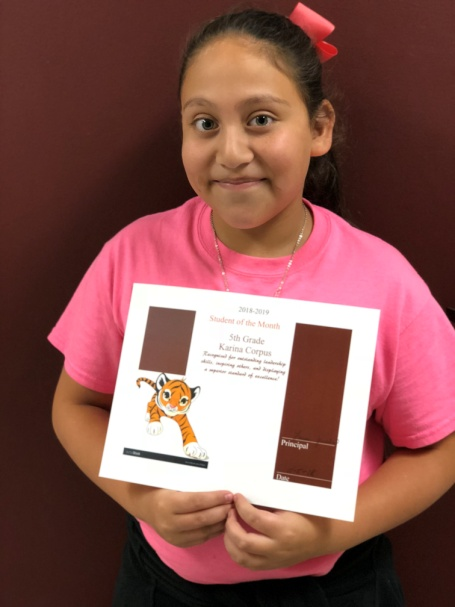 2018-2019
Student of the Month
5th Grade
Karina Corpus
Recognized for outstanding leadership
skills, inspiring others, and displaying
a superior standard of excellence!
Principal
Date